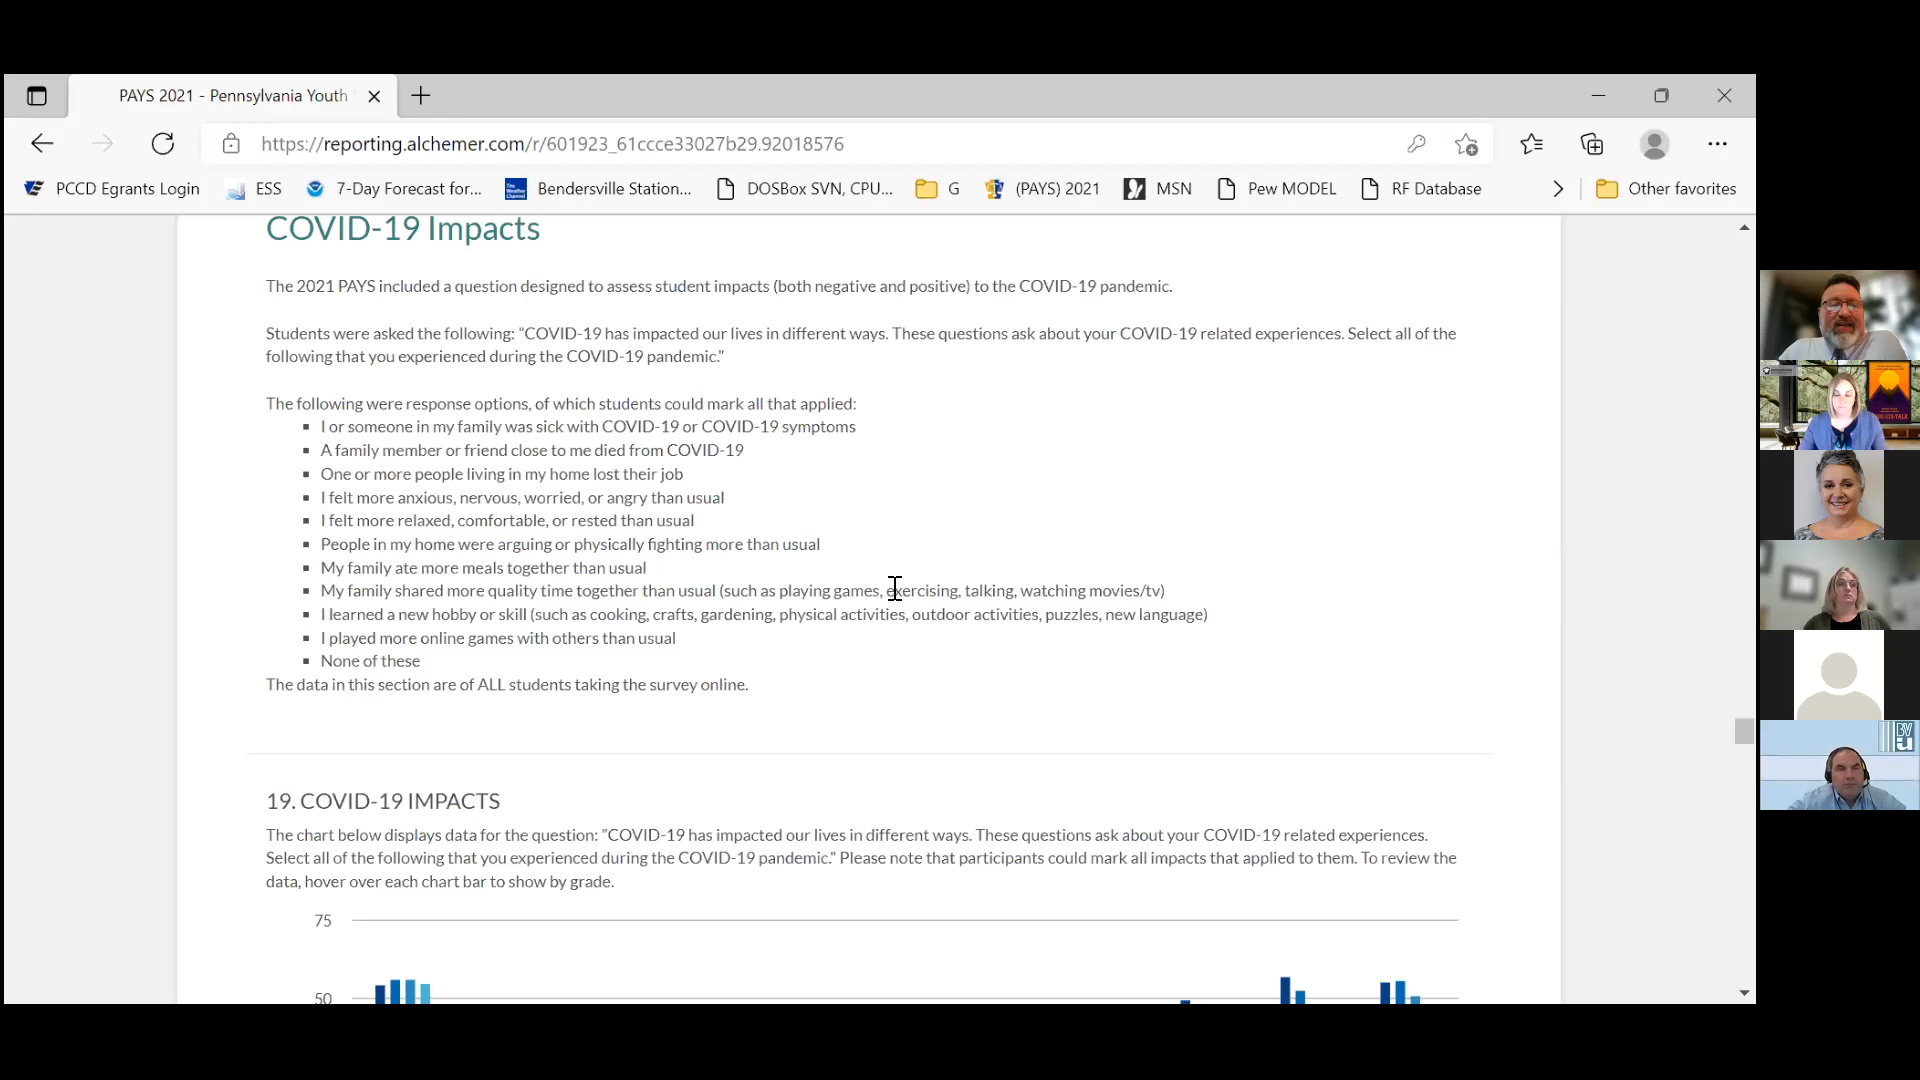 PAYS 2021 - Pennsylvania Youth
https://reporting.alchemer.com/r/601923_61ccce33027b29.92018576
PCCD Egrants Login ESS 7-Day Forecast for... Bendersville Station... DOSBox SVN, CPU... G (PAYS) 2021 MSN Pew MODEL RF Database Other favorites
COVID-19 Impacts
The 2021 PAYS included a question designed to assess student impacts (both negative and positive) to the COVID-19 pandemic.
Students were asked the following: "COVID-19 has impacted our lives in different ways. These questions ask about your COVID-19 related experiences. Select all of the
following that you experienced during the COVID-19 pandemic."
The following were response options, of which students could mark all that applied:
I or someone in my family was sick with COVID-19 or COVID-19 symptoms
A family member or friend close to me died from COVID-19
One or more people living in my home lost their job
I felt more anxious, nervous, worried, or angry than usual
I felt more relaxed, comfortable, or rested than usual
People in my home were arguing or physically fighting more than usual
My family ate more meals together than usual
My family shared more quality time together than usual (such as playing games, exercising, talking, watching movies/tv)
I learned a new hobby or skill (such as cooking, crafts, gardening, physical activities, outdoor activities, puzzles, new language)
I played more online games with others than usual
None of these
The data in this section are of ALL students taking the survey online.
19. COVID-19 IMPACTS
The chart below displays data for the question: "COVID-19 has impacted our lives in different ways. These questions ask about your COVID-19 related experiences.
Select all of the following that you experienced during the COVID-19 pandemic." Please note that participants could mark all impacts that applied to them. To review the
data, hover over each chart bar to show by grade.
75
50
BVU